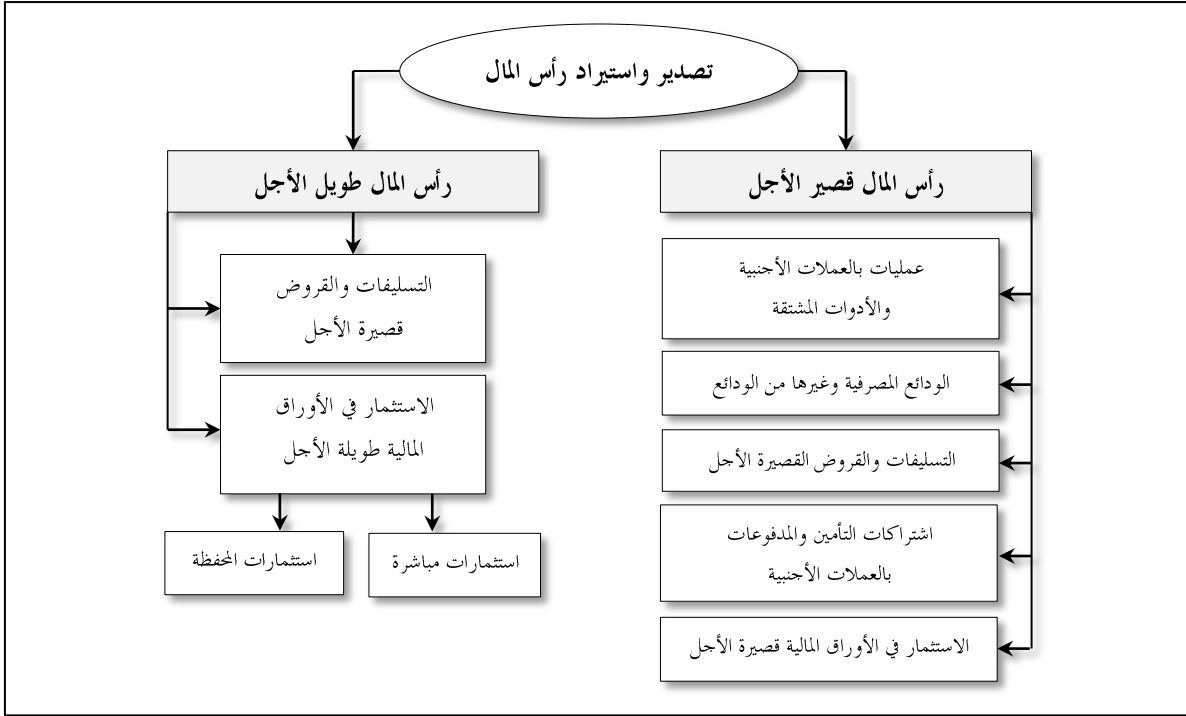 تصدير واستيراد رأس المال
رأس المال قصير الأجل
عمليات بالعملات الأجنبية
والأدوات المشتقة
الودائع المصرفية وغيرها من الودائع
التسليفات والقروض القصيرة الأجل
اشتراكات التأمين والمدفوعات
بالعملات الأجنبية
الاستثمار في الأوراق المالية قصيرة الأجل
رأس المال طويل الأجل
التسليفات والقروض
قصيرة الأجل
الاستثمار في الأوراق
المالية طويلة الأجل
استثمارات مباشرة
استثمارات المحفظة